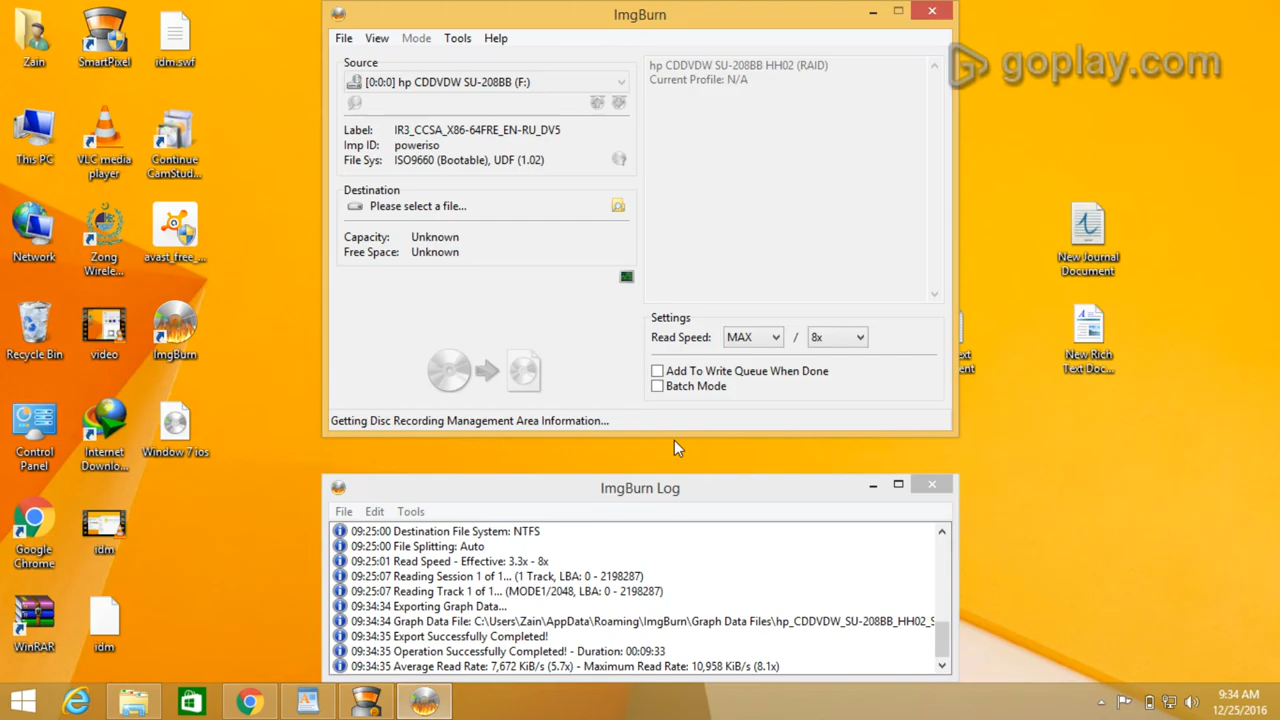 ImgBurn
File View Mode Tools Help
Source
[0:0:0] hp CDDVDW SU-208BB (F:)
Label: IR3_CCSA_X86-64FRE_EN-RU_DV5
Imp ID: poweriso
File Sys: ISO9660 (Bootable), UDF (1.02)
Destination
Please select a file...
Capacity: Unknown
Free Space: Unknown
hp CDDVDW SU-208BB HH02 (RAID)
Current Profile: N/A
Settings
Read Speed: MAX / 8x
Add To Write Queue When Done
Batch Mode
Getting Disc Recording Management Area Information...
goplay.com
Zain
SmartPixel
idm.swf
This PC
VLC media
player
Continue
CamStud...
Network
Zong
Wirele...
avast_free_...
Recycle Bin
video
ImgBurn
Control
Panel
Internet
Downlo...
Window 7 ios
Google
Chrome
idm
WinRAR
idm
New Journal
Document
New Rich
Text Doc...
ImgBurn Log
File Edit Tools
09:25:00 Destination File System: NTFS
09:25:00 File Splitting: Auto
09:25:01 Read Speed - Effective: 3.3x - 8x
09:25:07 Reading Session 1 of 1... (1 Track, LBA: 0 - 2198287)
09:25:07 Reading Track 1 of 1... (MODE1/2048, LBA: 0 - 2198287)
09:34:34 Exporting Graph Data...
09:34:34 Graph Data File: C:\Users\Zain\AppData\Roaming\ImgBurn\Graph Data Files\hp_CDDVDW_SU-208BB_HH02_S
09:34:35 Export Successfully Completed!
09:34:35 Operation Successfully Completed! - Duration: 00:09:33
09:34:35 Average Read Rate: 7,672 KiB/s (5.7x) - Maximum Read Rate: 10,958 KiB/s (8.1x)
9:34 AM
12/25/2016